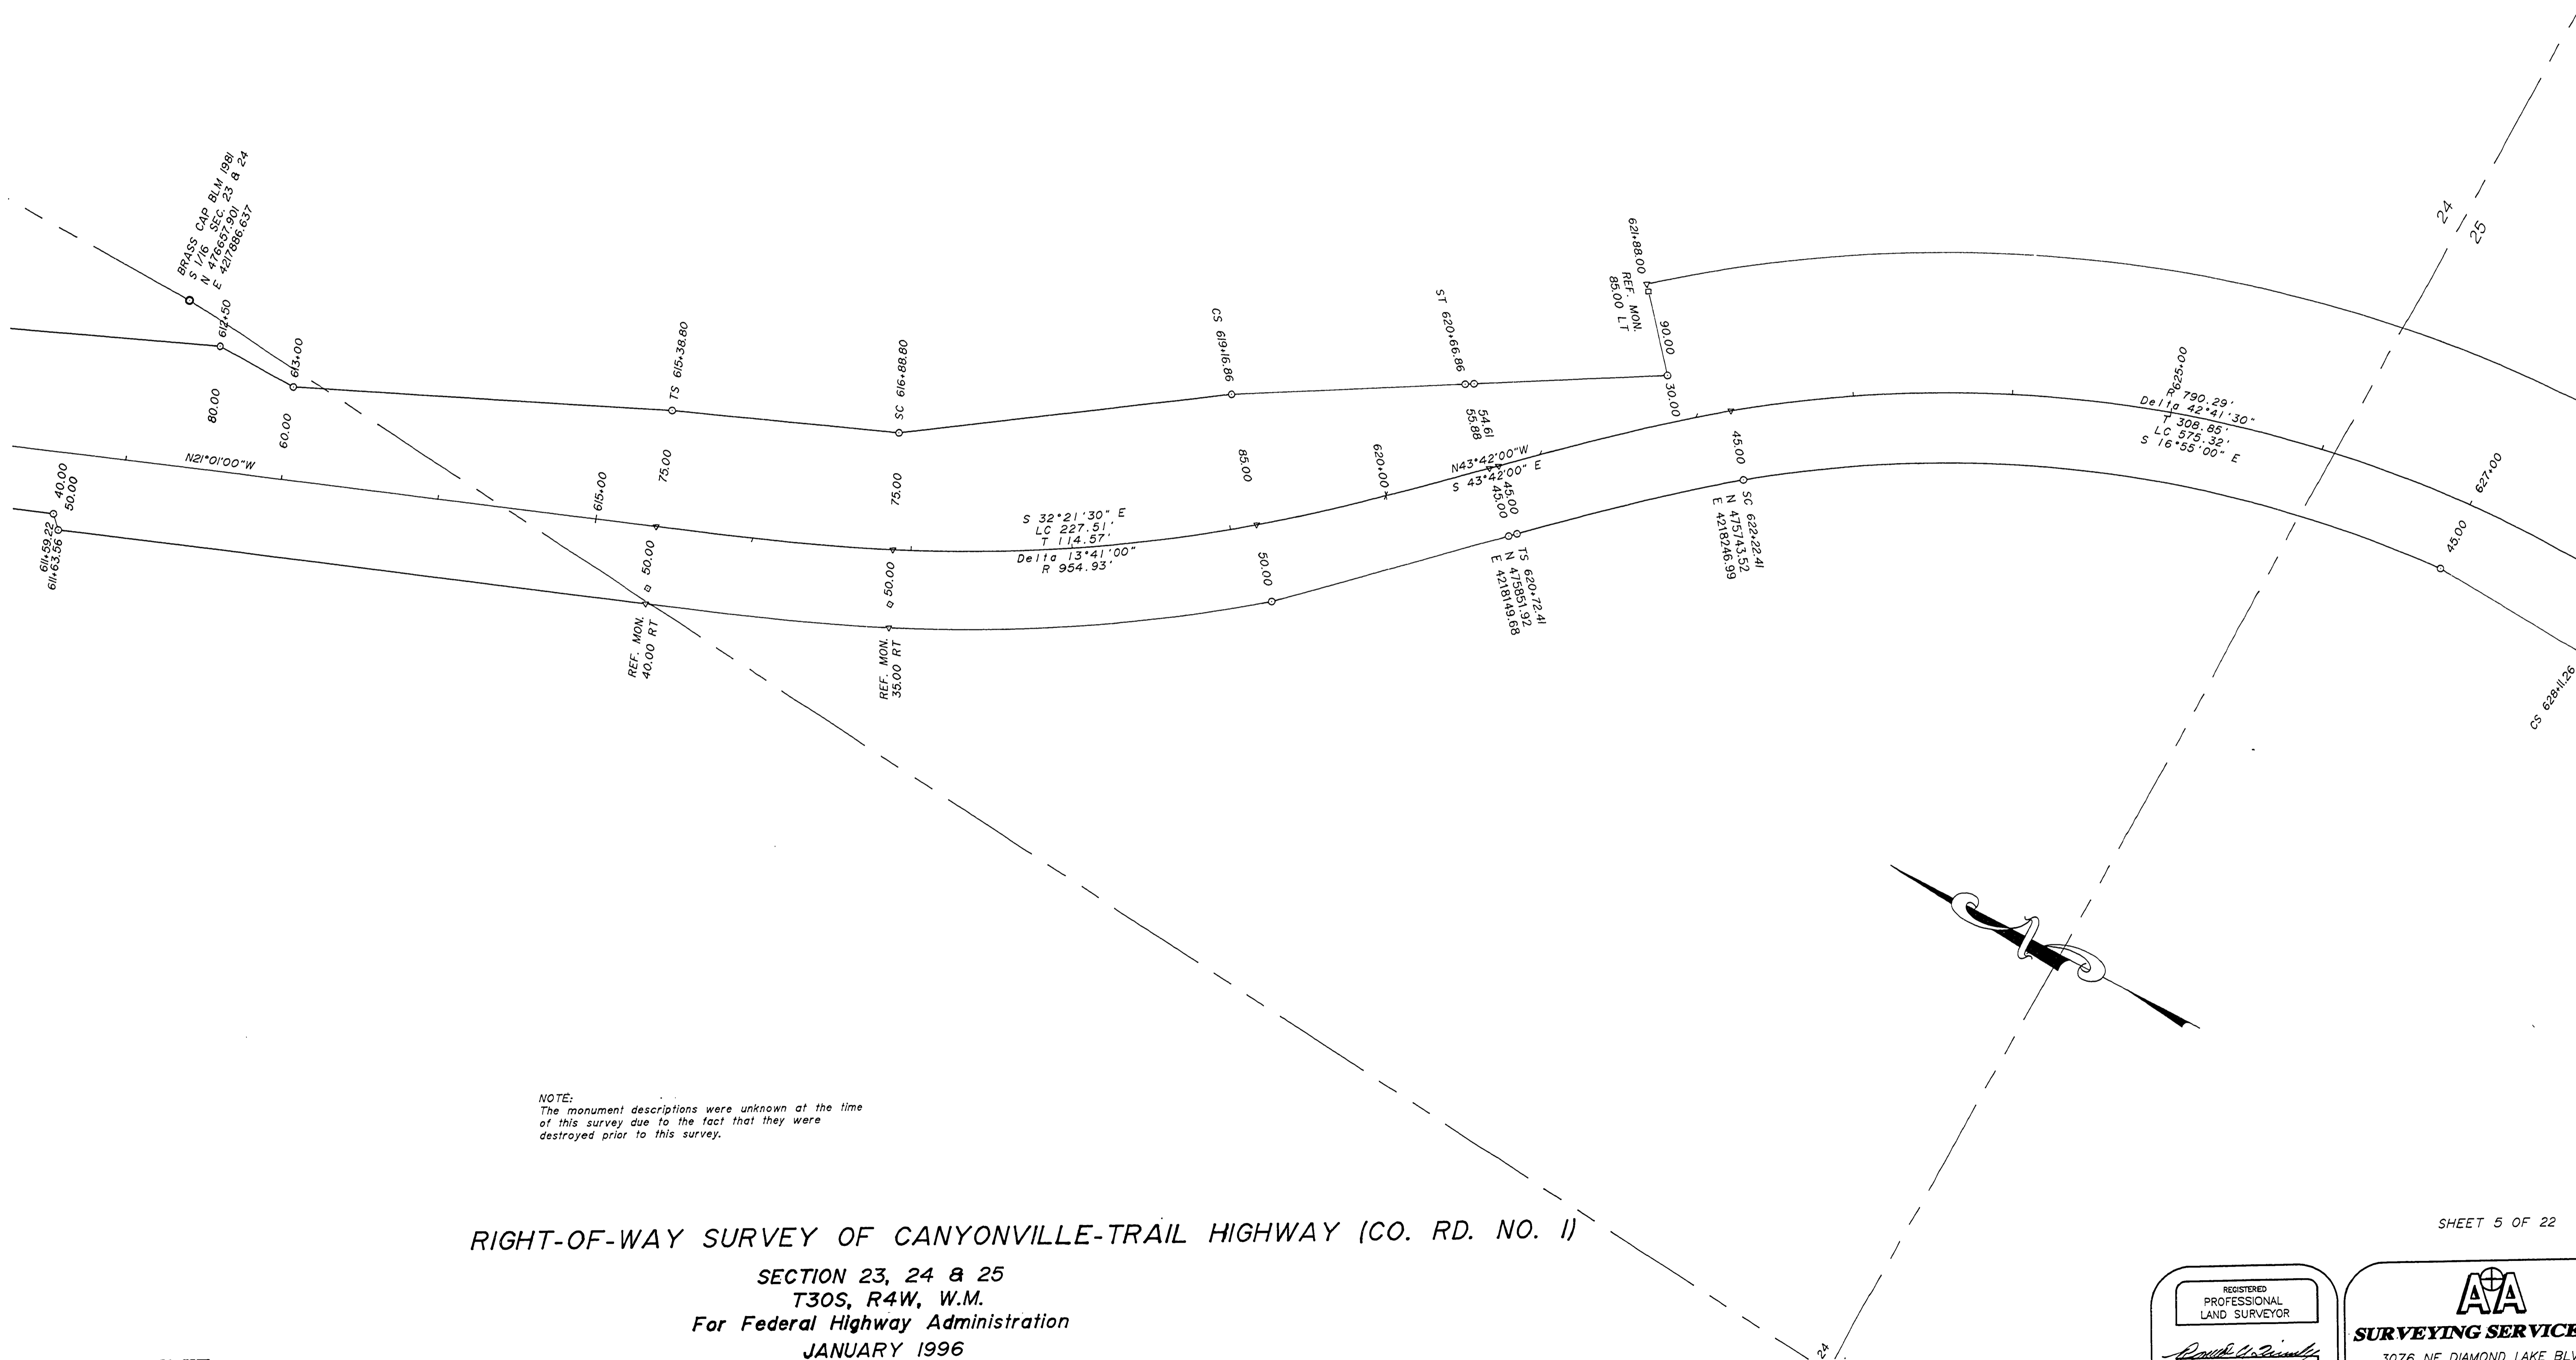 BRASS CAP BLM 1981
S 1/16 SEC. 23 & 24
N 476657.901
E 4217886.637
612+50
613+00
80.00
60.00
N21°01'00"W
40.00
50.00
611+59.22
611+63.56
615+00
TS 615+38.80
75.00
50.00
REF. MON.
40.00 RT
SC 616+88.80
75.00
50.00
REF. MON.
35.00 RT
S 32°21'30" E
LC 227.51'
T 114.57'
Delta 13°41'00"
R 954.93'
CS 619+16.86
85.00
50.00
620+00
ST 620+66.86
54.61
55.88
N43°42'00"W
S 43°42'00" E
45.00
45.00
TS 620+72.41
N 475851.92
E 4218149.68
621+88.00
REF. MON.
85.00 LT
90.00
30.00
45.00
SC 622+22.41
N 475743.52
E 4218246.99
625+00
R 790.29'
Delta 42°41'30"
T 308.85'
LC 575.32'
S 16°55'00" E
24
25
627+00
45.00
CS 628+11.26
NOTE:
The monument descriptions were unknown at the time
of this survey due to the fact that they were
destroyed prior to this survey.
RIGHT-OF-WAY SURVEY OF CANYONVILLE-TRAIL HIGHWAY (CO. RD. NO. 1)
SECTION 23, 24 & 25
T30S, R4W, W.M.
For Federal Highway Administration
JANUARY 1996
24
SHEET 5 OF 22
REGISTERED
PROFESSIONAL
LAND SURVEYOR
AA
SURVEYING SERVICE
3076 NE DIAMOND LAKE BLV